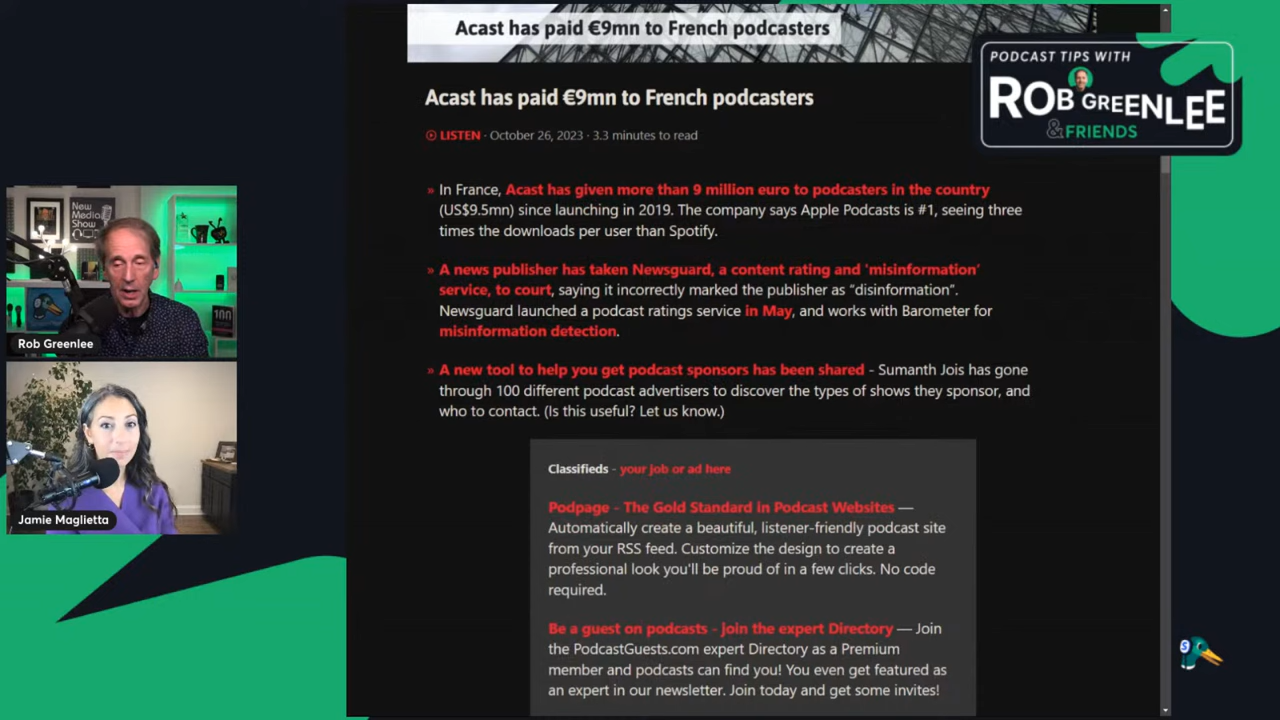 Acast has paid €9mn to French podcasters
PODCAST TIPS WITH
ROB GREENLEE
& FRIENDS
Acast has paid €9mn to French podcasters
LISTEN · October 26, 2023 · 3.3 minutes to read
» In France, Acast has given more than 9 million euro to podcasters in the country
(US$9.5mn) since launching in 2019. The company says Apple Podcasts is #1, seeing three
times the downloads per user than Spotify.
» A news publisher has taken Newsguard, a content rating and ‘misinformation’
service, to court, saying it incorrectly marked the publisher as “disinformation”.
Newsguard launched a podcast ratings service in May, and works with Barometer for
misinformation detection.
» A new tool to help you get podcast sponsors has been shared - Sumanth Jois has gone
through 100 different podcast advertisers to discover the types of shows they sponsor, and
who to contact. (Is this useful? Let us know.)
Classifieds - your job or ad here
Podpage - The Gold Standard in Podcast Websites —
Automatically create a beautiful, listener-friendly podcast site
from your RSS feed. Customize the design to create a
professional look you'll be proud of in a few clicks. No code
required.
Be a guest on podcasts - Join the expert Directory — Join
the PodcastGuests.com expert Directory as a Premium
member and podcasts can find you! You even get featured as
an expert in our newsletter. Join today and get some invites!
New
Media
Show
100
Rob Greenlee
Jamie Maglietta
S